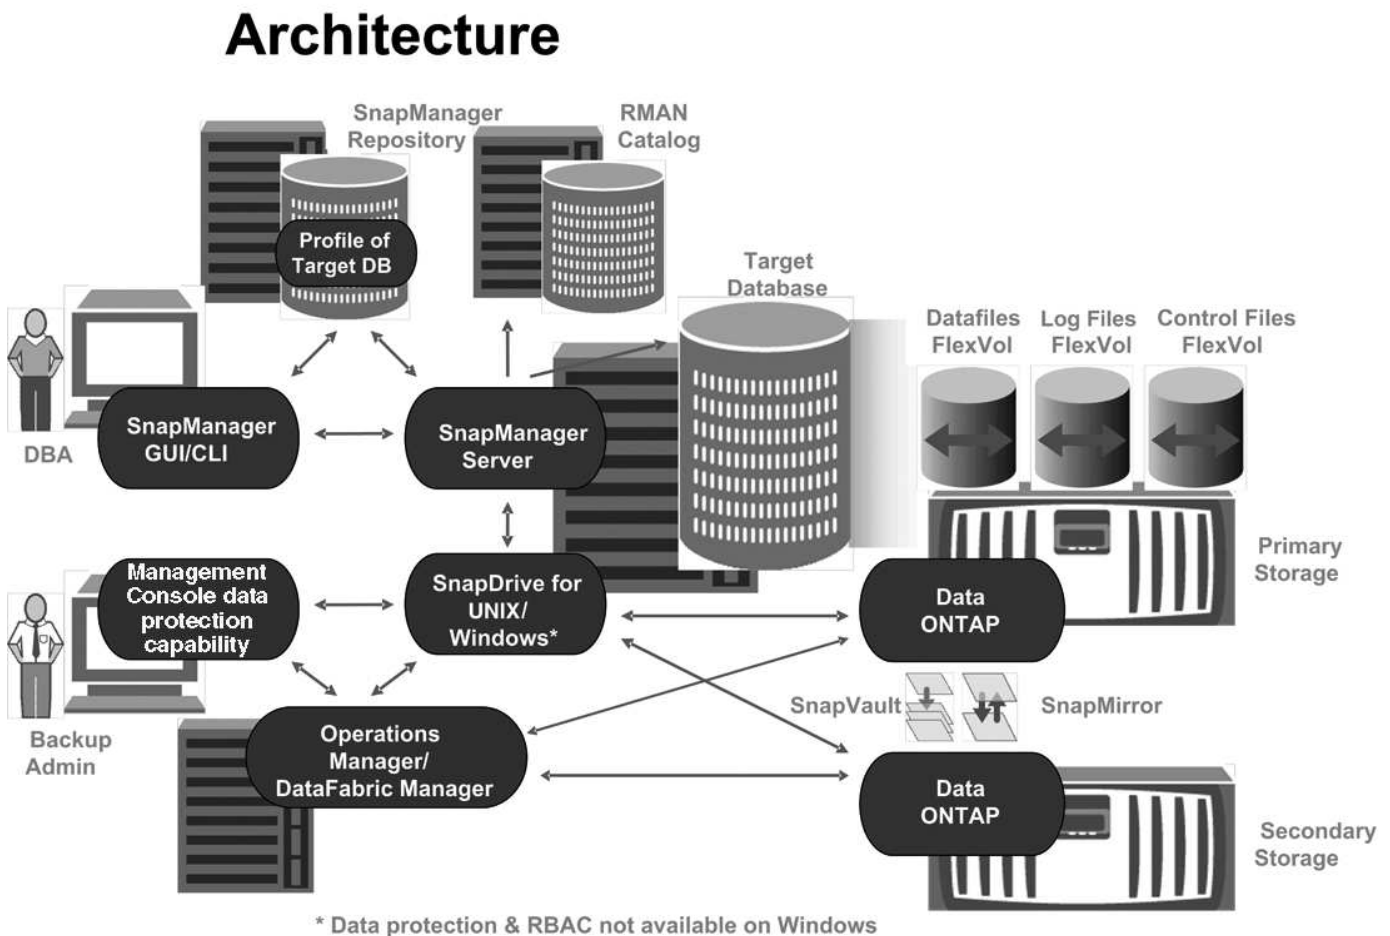 Architecture
SnapManager
Repository
RMAN
Catalog
Profile of
Target DB
Target
Database
Datafiles
FlexVol
Log Files
FlexVol
Control Files
FlexVol
DBA
SnapManager
GUI/CLI
SnapManager
Server
Primary
Storage
Management
Console data
protection
capability
SnapDrive for
UNIX/
Windows*
Data
ONTAP
SnapVault
SnapMirror
Backup
Admin
Operations
Manager/
DataFabric Manager
Data
ONTAP
Secondary
Storage
* Data protection & RBAC not available on Windows